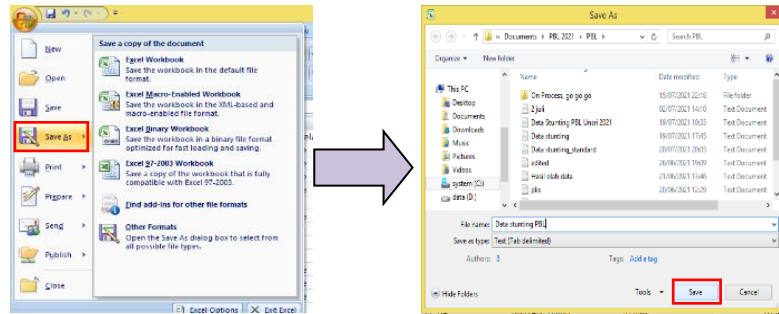 New
Open
Save
Save As
Print
Prepare
Send
Publish
Close
Save a copy of the document
Excel Workbook
Save the workbook in the default file
format.
Excel Macro-Enabled Workbook
Save the workbook in the XML-based and
macro-enabled file format.
Excel Binary Workbook
Save the workbook in a binary file format
optimized for fast loading and saving.
Excel 97-2003 Workbook
Save a copy of the workbook that is fully
compatible with Excel 97-2003.
Find add-ins for other file formats
Other Formats
Open the Save As dialog box to select from
all possible file types.
Excel Options
Exit Excel
Save As
« Documents › PBL 2021 › PBL ›
Search PBL
Organize
New folder
This PC
Desktop
Documents
Downloads
Music
Pictures
Videos
system (C:)
data (D:)
Name Date modified Type
On Process, go go go 15/07/2021 22:18 File folder
2 juli 02/07/2021 14:10 Text Document
Data Stunting PBL Unsri 2021 19/07/2021 10:33 Text Document
Data stunting 19/07/2021 17:45 Text Document
Data stunting_standard 20/07/2021 20:05 Text Document
edited 26/06/2021 19:09 Text Document
Hasil olah data 21/06/2021 13:46 Text Document
plis 20/06/2021 12:29 Text Document
File name: Data stunting PBL
Save as type: Text (Tab delimited)
Authors:
Tags: Add a tag
Hide Folders
Tools
Save
Cancel